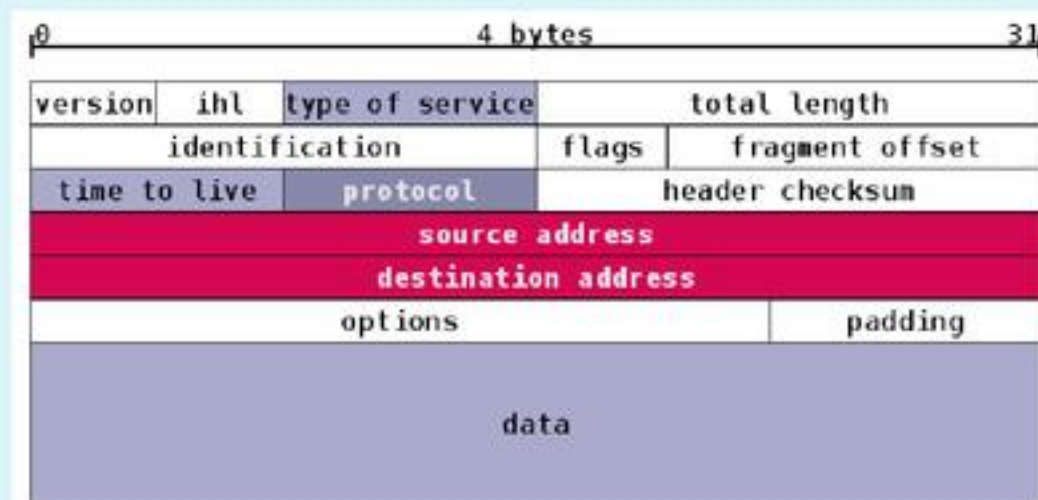 0 4 bytes 31
version ihl type of service total length
identification flags fragment offset
time to live protocol header checksum
source address
destination address
options padding
data